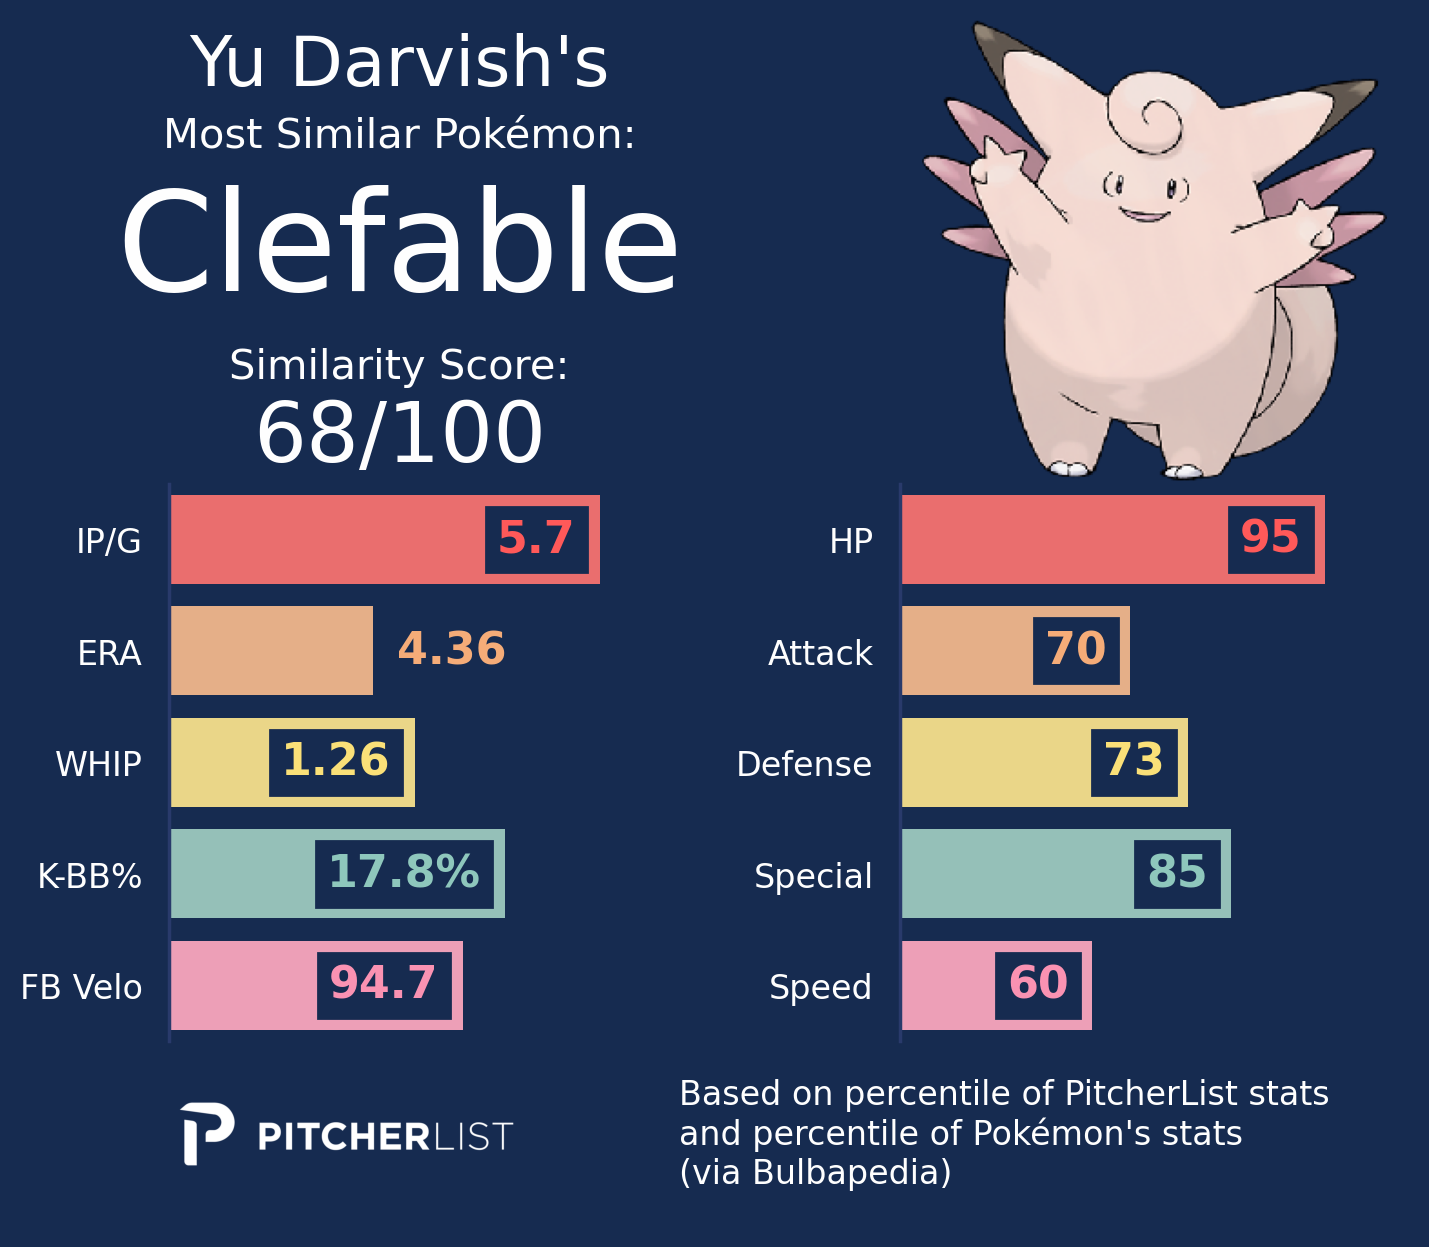 Yu Darvish's
Most Similar Pokémon:
Clefable
Similarity Score:
68/100
IP/G 5.7
ERA 4.36
WHIP 1.26
K-BB% 17.8%
FB Velo 94.7
HP 95
Attack 70
Defense 73
Special 85
Speed 60
PITCHERLIST
Based on percentile of PitcherList stats
and percentile of Pokémon's stats
(via Bulbapedia)